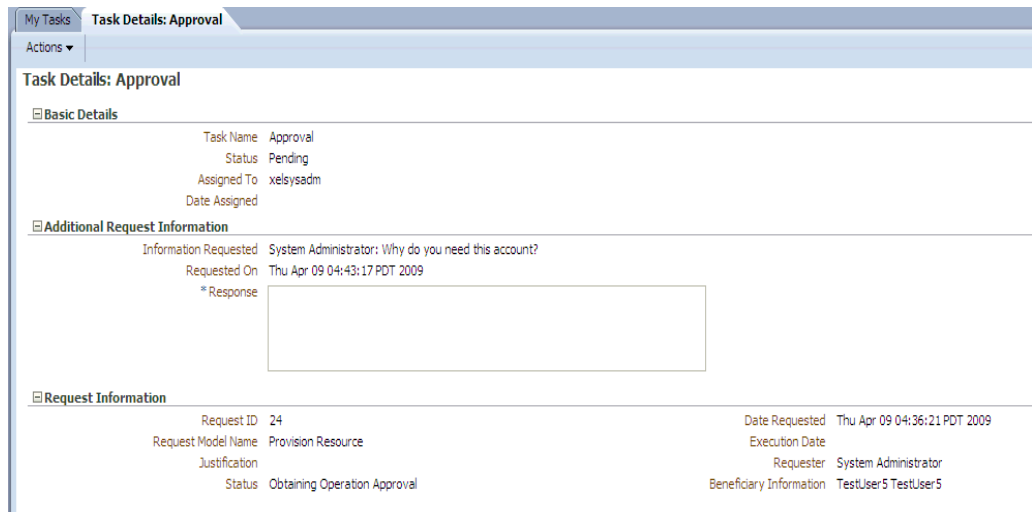 My Tasks Task Details: Approval
Actions
Task Details: Approval
Basic Details
Task Name Approval
Status Pending
Assigned To xelsysadm
Date Assigned
Additional Request Information
Information Requested System Administrator: Why do you need this account?
Requested On Thu Apr 09 04:43:17 PDT 2009
* Response
Request Information
Request ID 24 Date Requested Thu Apr 09 04:36:21 PDT 2009
Request Model Name Provision Resource Execution Date
Justification Requester System Administrator
Status Obtaining Operation Approval Beneficiary Information TestUser5 TestUser5